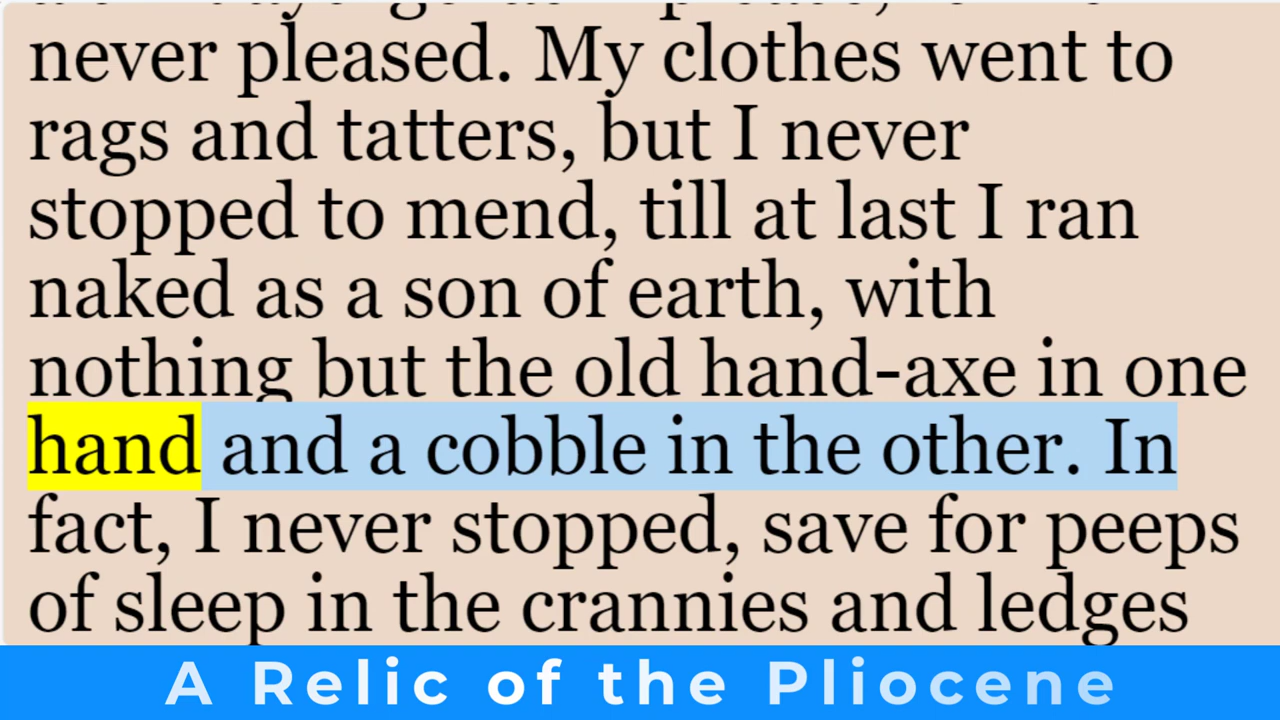 never pleased. My clothes went to
rags and tatters, but I never
stopped to mend, till at last I ran
naked as a son of earth, with
nothing but the old hand-axe in one
hand and a cobble in the other. In
fact, I never stopped, save for peeps
of sleep in the crannies and ledges
A Relic of the Pliocene